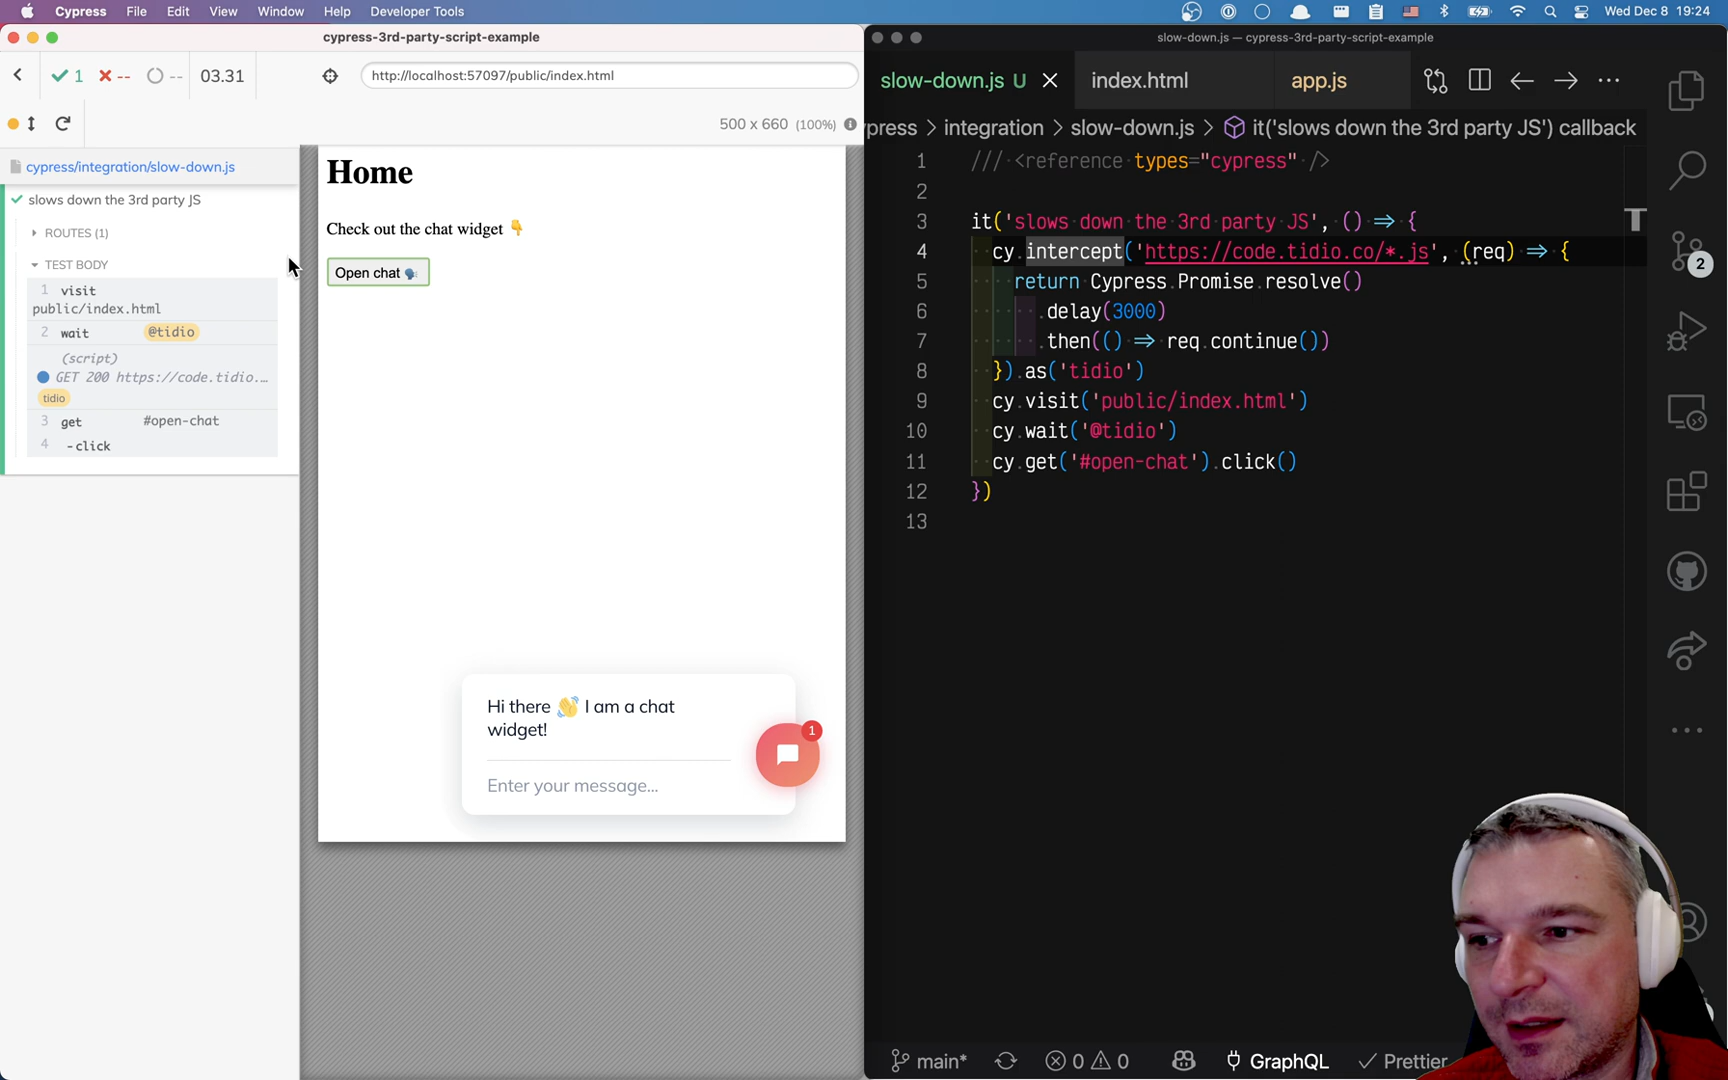 Cypress File Edit View Window Help Developer Tools Wed Dec 8 19:24
cypress-3rd-party-script-example
1 -- -- 03.31 http://localhost:57097/public/index.html
500 x 660 (100%)
cypress/integration/slow-down.js
slows down the 3rd party JS
ROUTES (1)
TEST BODY
1 visit
public/index.html
2 wait @tidio
(script)
GET 200 https://code.tidio.…
tidio
3 get #open-chat
4 -click
Home
Check out the chat widget 👇
Open chat 🗣
Hi there 👋 I am a chat
widget!
1
Enter your message...
slow-down.js — cypress-3rd-party-script-example
slow-down.js U index.html app.js
ypress > integration > slow-down.js > it('slows down the 3rd party JS') callback
1 /// <reference types="cypress" />
2
3 it('slows down the 3rd party JS', () ⇒ {
4 cy.intercept('https://code.tidio.co/*.js', (req) ⇒ {
5 return Cypress.Promise.resolve()
6 .delay(3000)
7 .then(() ⇒ req.continue())
8 }).as('tidio')
9 cy.visit('public/index.html')
10 cy.wait('@tidio')
11 cy.get('#open-chat').click()
12 })
13
2
main* 0 0 GraphQL Prettier